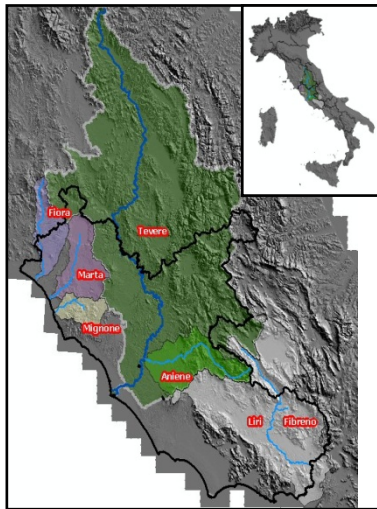 Fiora
Tevere
Marta
Mignone
Aniene
Liri
Fibreno